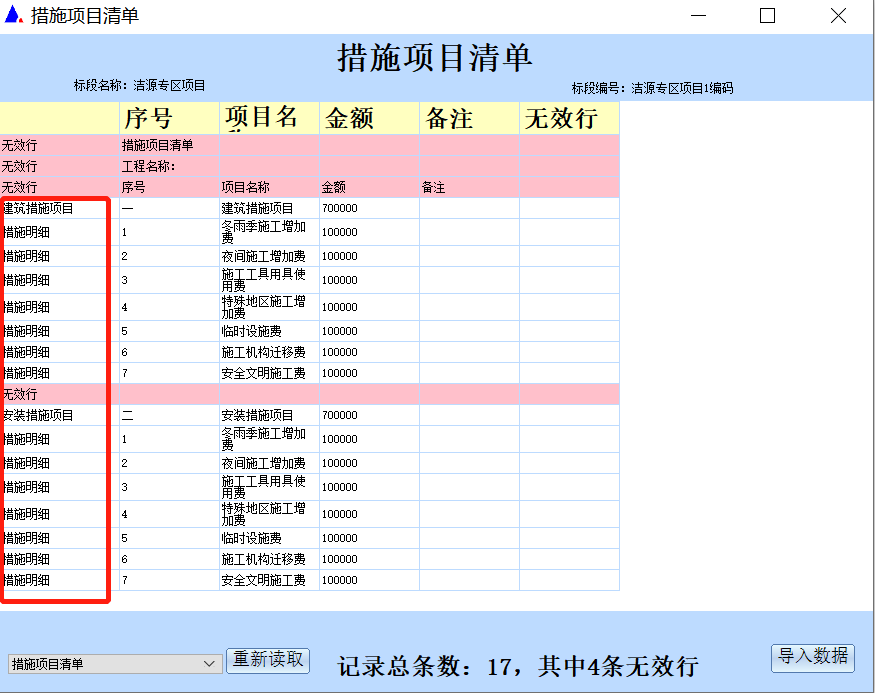 措施项目清单
措施项目清单
标段名称：洁源专区项目 标段编号：洁源专区项目1编码
序号 项目名 金额 备注 无效行
无效行 措施项目清单
无效行 工程名称：
无效行 序号 项目名称 金额 备注
建筑措施项目 一 建筑措施项目 700000
措施明细 1 冬雨季施工增加
费 100000
措施明细 2 夜间施工增加费 100000
措施明细 3 施工工具用具使
用费 100000
措施明细 4 特殊地区施工增
加费 100000
措施明细 5 临时设施费 100000
措施明细 6 施工机构迁移费 100000
措施明细 7 安全文明施工费 100000
无效行
安装措施项目 二 安装措施项目 700000
措施明细 1 冬雨季施工增加
费 100000
措施明细 2 夜间施工增加费 100000
措施明细 3 施工工具用具使
用费 100000
措施明细 4 特殊地区施工增
加费 100000
措施明细 5 临时设施费 100000
措施明细 6 施工机构迁移费 100000
措施明细 7 安全文明施工费 100000
措施项目清单 重新读取 记录总条数：17，其中4条无效行 导入数据